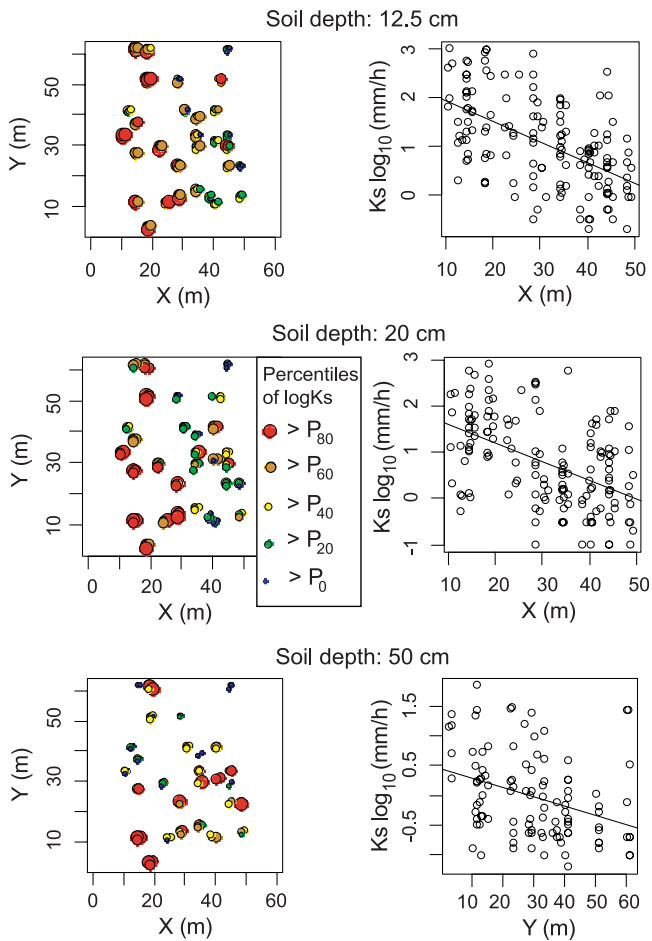 Soil depth: 12.5 cm
Y (m)
10 30 50
0 20 40 60
X (m)
Ks log10 (mm/h)
0 1 2 3
10 20 30 40 50
X (m)
Soil depth: 20 cm
Y (m)
10 30 50
0 20 40
X (m)
Percentiles
of logKs
> P80
> P60
> P40
> P20
> P0
Ks log10 (mm/h)
-1 0 1 2 3
10 20 30 40 50
X (m)
Soil depth: 50 cm
Y (m)
10 30 50
0 20 40 60
X (m)
Ks log10 (mm/h)
-0.5 0.5 1.5
0 10 20 30 40 50 60
Y (m)